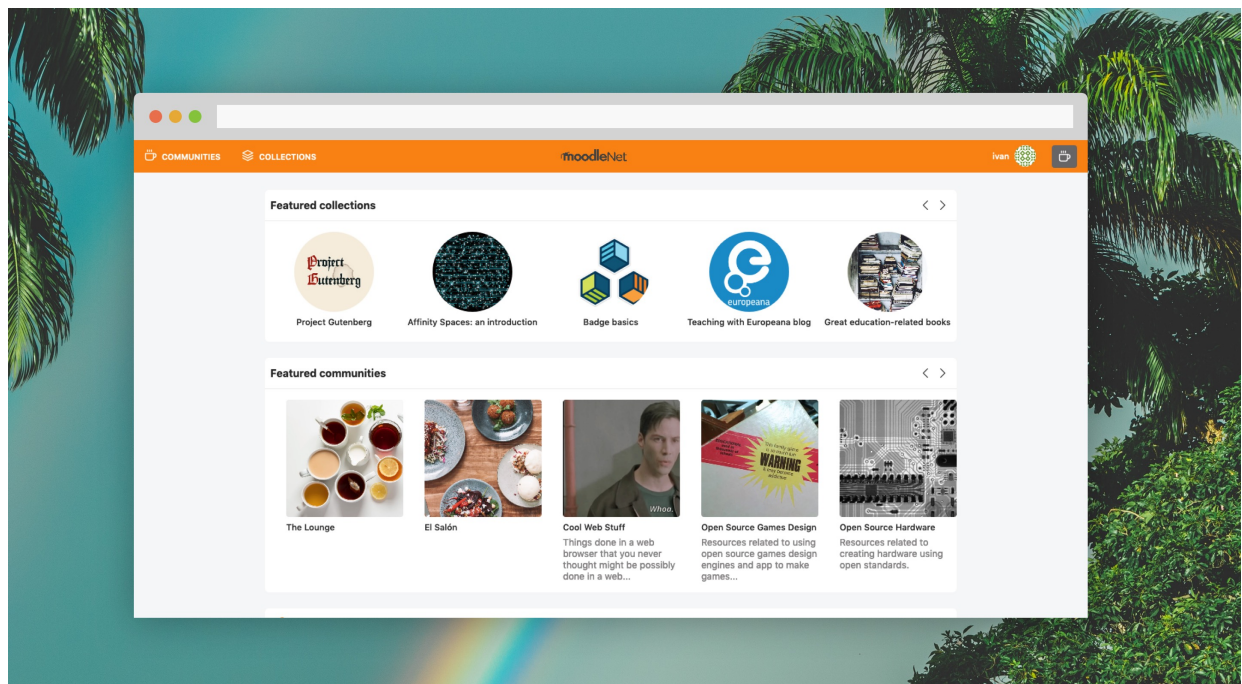 COMMUNITIES
COLLECTIONS
moodleNet
ivan
Featured collections
Project
Gutenberg
europeana
Project Gutenberg
Affinity Spaces: an introduction
Badge basics
Teaching with Europeana blog
Great education-related books
Featured communities
Whoa.
WARNING
The Lounge
El Salón
Cool Web Stuff
Things done in a web
browser that you never
thought might be possibly
done in a web...
Open Source Games Design
Resources related to using
open source games design
engines and app to make
games...
Open Source Hardware
Resources related to
creating hardware using
open standards.